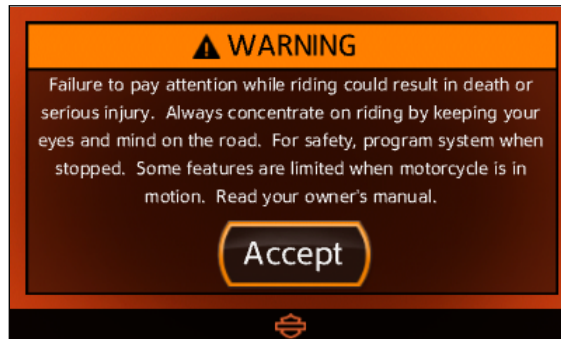 WARNING
Failure to pay attention while riding could result in death or
serious injury.  Always concentrate on riding by keeping your
eyes and mind on the road.  For safety, program system when
stopped.  Some features are limited when motorcycle is in
motion.  Read your owner's manual.
Accept